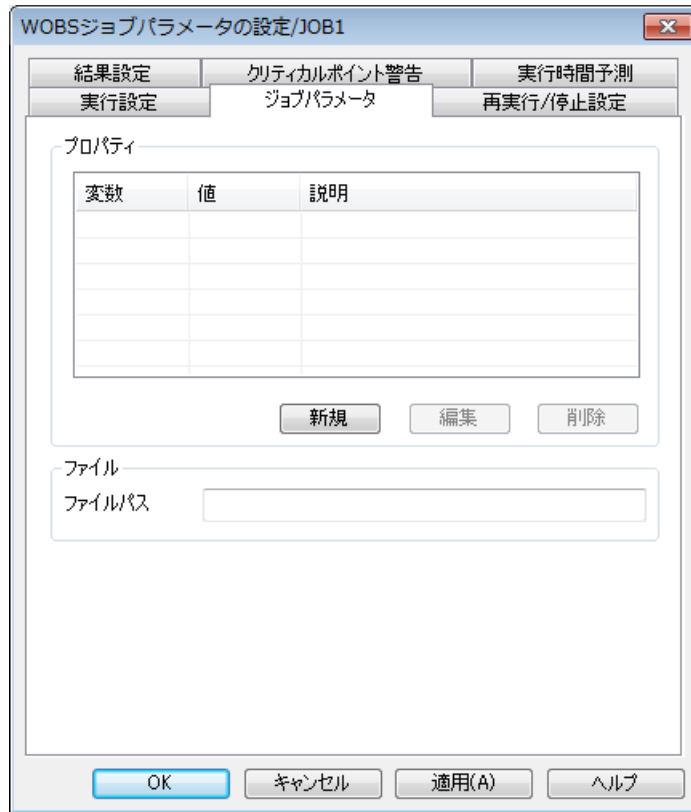 WOBSジョブパラメータの設定/JOB1
結果設定 クリティカルポイント警告 実行時間予測
実行設定 ジョブパラメータ 再実行/停止設定
プロパティ
変数 値 説明
新規 編集 削除
ファイル
ファイルパス
OK キャンセル 適用(A) ヘルプ